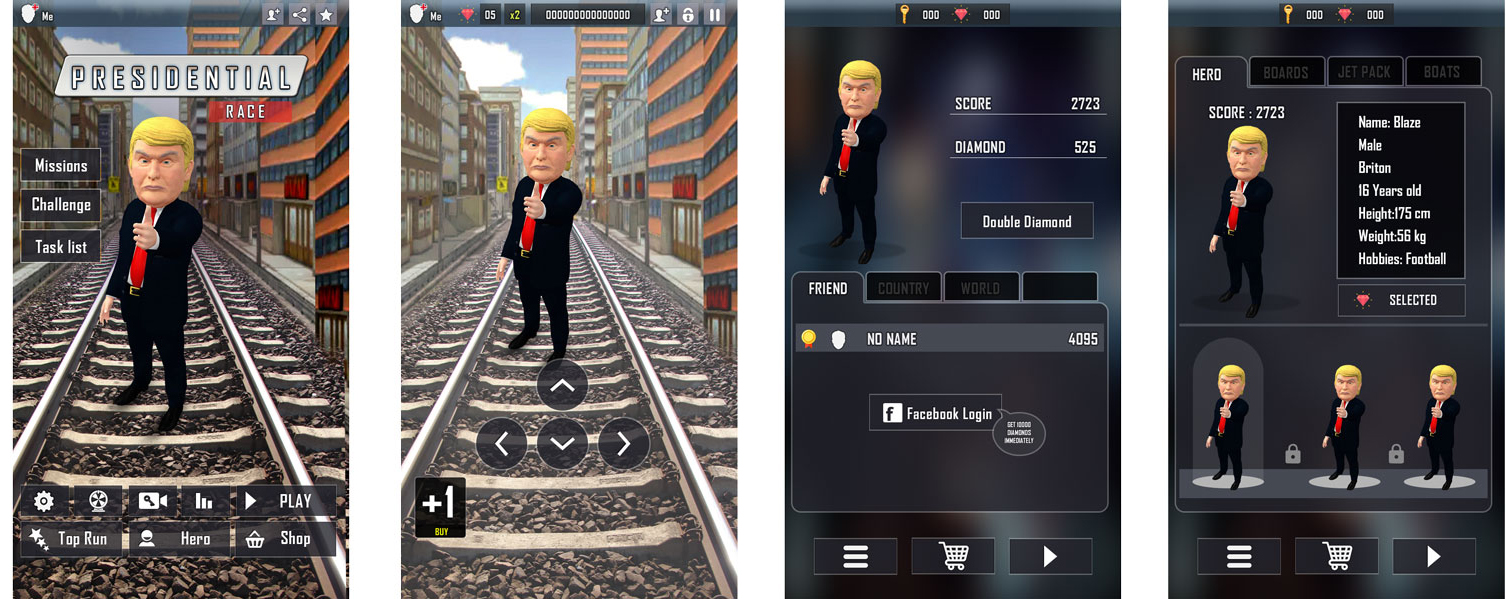 Me
PRESIDENTIAL
RACE
Missions
Challenge
Task list
PLAY
Top Run
Hero
Shop
Me
05
x2
000000000000000
+1
BUY
000
000
SCORE 2723
DIAMOND 525
Double Diamond
FRIEND
COUNTRY
WORLD
NO NAME 4095
f Facebook Login
GET 10000
DIAMONDS
IMMEDIATELY
000
000
HERO
BOARDS
JET PACK
BOATS
SCORE : 2723
Name: Blaze
Male
Briton
16 Years old
Height:175 cm
Weight:56 kg
Hobbies: Football
SELECTED